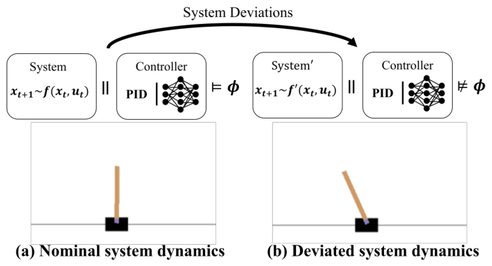 System Deviations
System
x_{t+1}~f(x_t, u_t)
||
Controller
PID |
⊨ ϕ
System′
x_{t+1}~f′(x_t, u_t)
||
Controller
PID |
⊭ ϕ
(a) Nominal system dynamics
(b) Deviated system dynamics